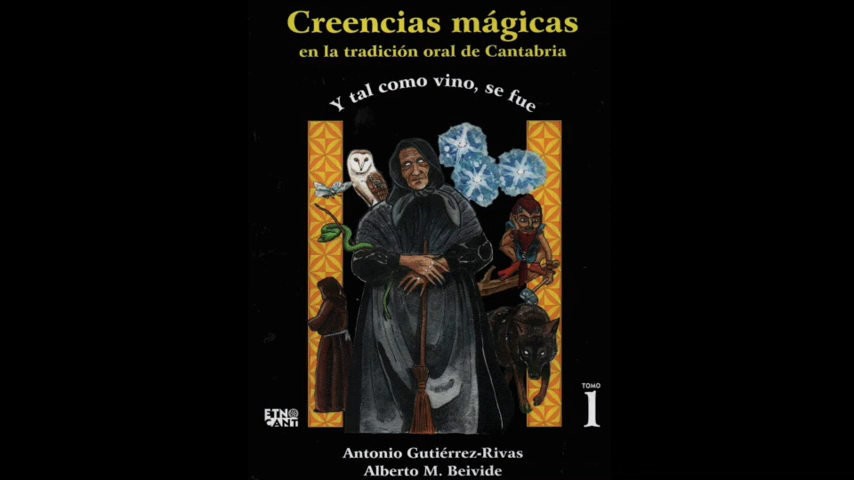 Creencias mágicas
en la tradición oral de Cantabria
Y tal como vino, se fue
TOMO
1
ETNO
CANT
Antonio Gutiérrez-Rivas
Alberto M. Beivide